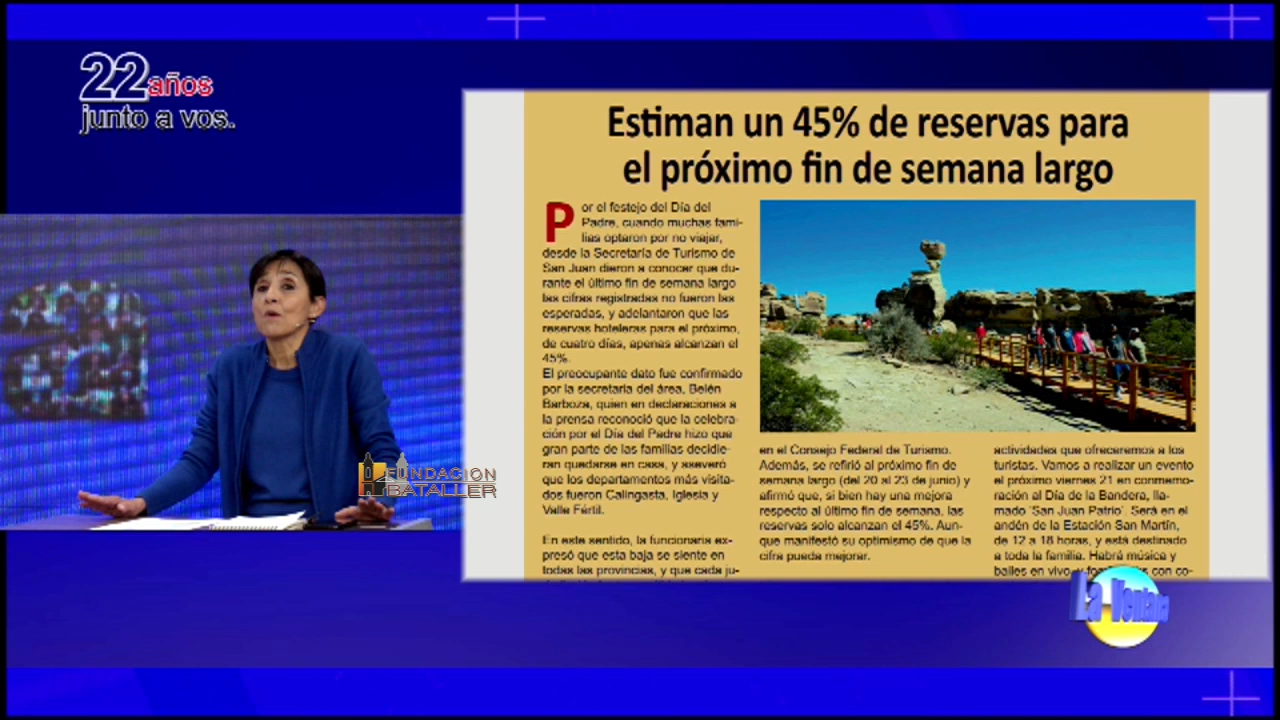 22 años
junto a vos.
Estiman un 45% de reservas para
el próximo fin de semana largo
Por el festejo del Día del
Padre, cuando muchas fami-
lias optaron por no viajar,
desde la Secretaría de Turismo de
San Juan dieron a conocer que du-
rante el último fin de semana largo
las cifras registradas no fueron las
esperadas, y adelantaron que las
reservas hoteleras para el próximo,
de cuatro días, apenas alcanzan el
45%.
El preocupante dato fue confirmado
por la secretaria del área, Belén
Barboza, quien en declaraciones a
la prensa reconoció que la celebra-
ción por el Día del Padre hizo que
gran parte de las familias decidie-
ran quedarse en casa, y aseveró
que los departamentos más visita-
dos fueron Calingasta, Iglesia y
Valle Fértil.
En este sentido, la funcionaria ex-
presó que esta baja se siente en
todas las provincias, y que cada ju-
en el Consejo Federal de Turismo.
Además, se refirió al próximo fin de
semana largo (del 20 al 23 de junio) y
afirmó que, si bien hay una mejora
respecto al último fin de semana, las
reservas solo alcanzan el 45%. Aun-
que manifestó su optimismo de que la
cifra pueda mejorar.
actividades que ofreceremos a los
turistas. Vamos a realizar un evento
el próximo viernes 21 en conmemo-
ración al Día de la Bandera, lla-
mado 'San Juan Patrio'. Será en el
andén de la Estación San Martín,
de 12 a 18 horas, y está destinado
a toda la familia. Habrá música y
bailes en vivo, y con co-
FUNDACION
BATALLER
La Ventana